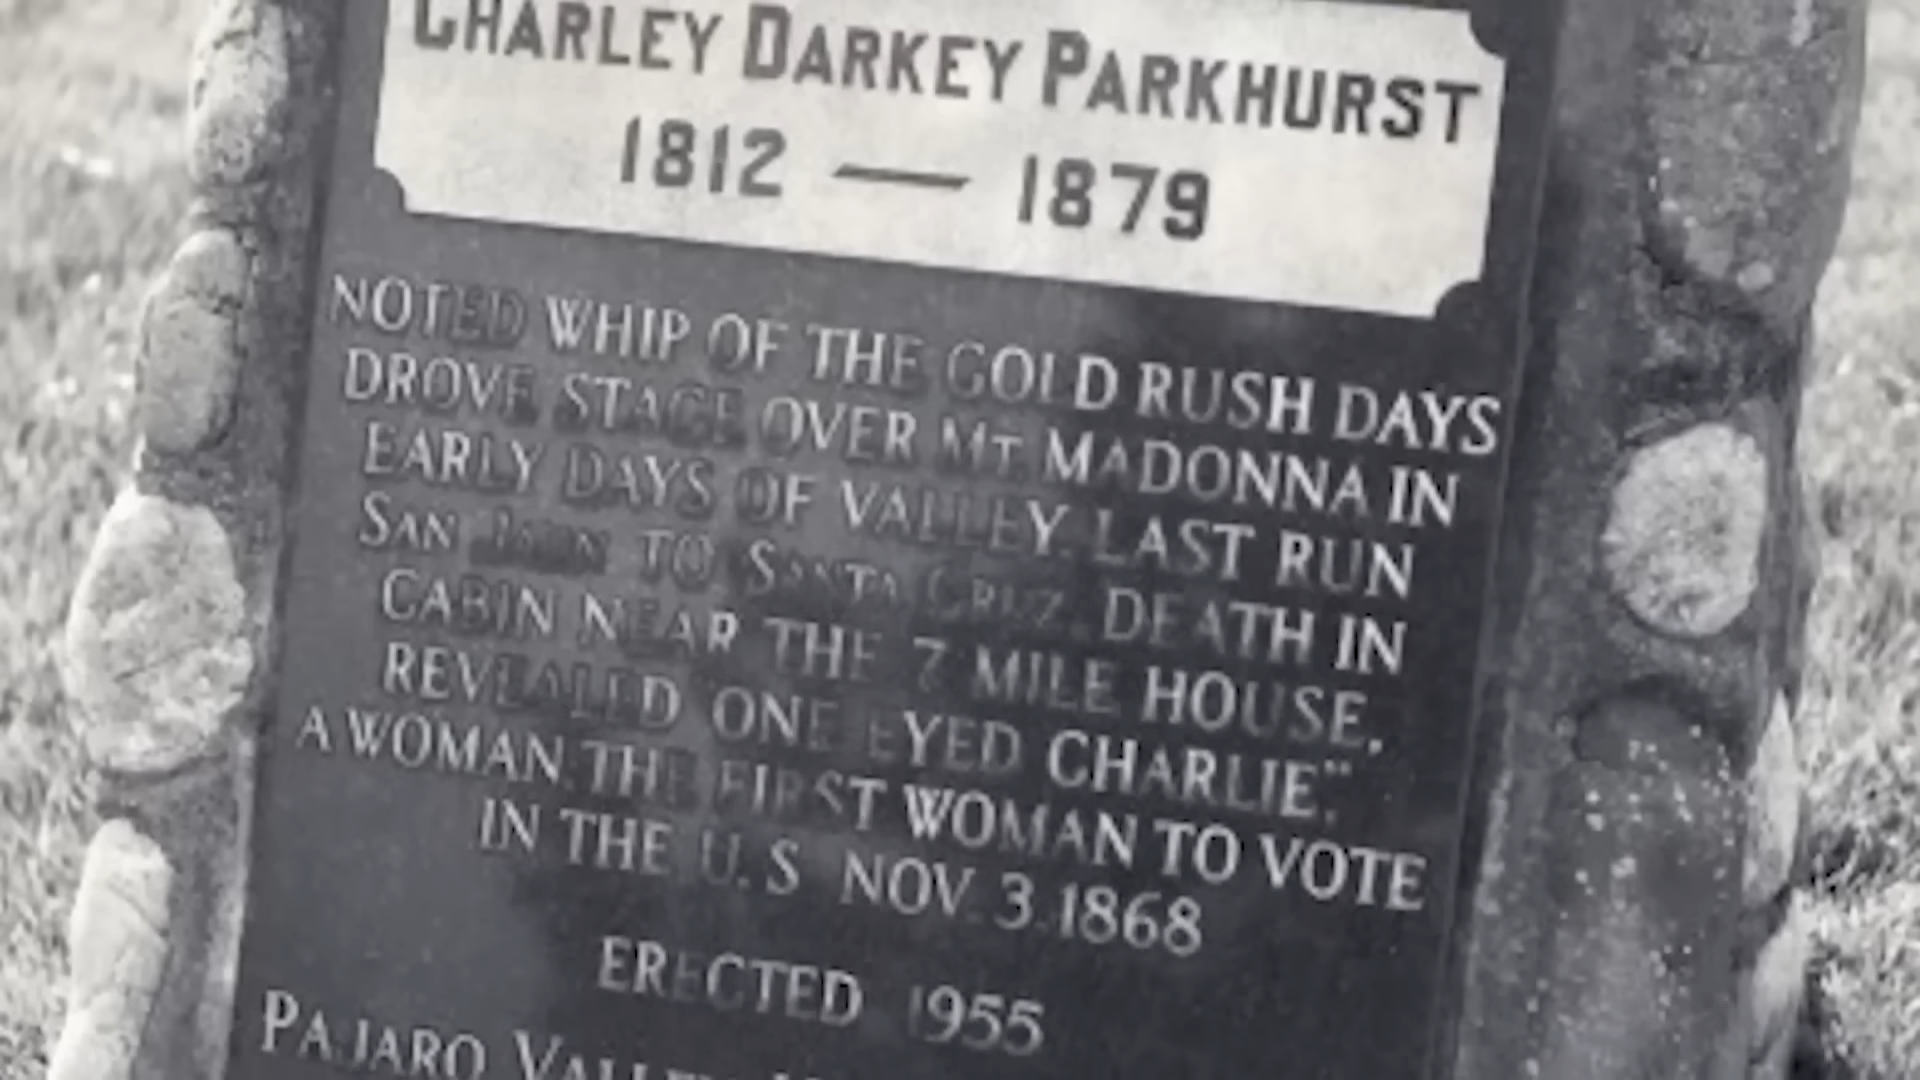 CHARLEY DARKEY PARKHURST
1812 — 1879
NOTED WHIP OF THE GOLD RUSH DAYS
DROVE STAGE OVER MT. MADONNA IN
EARLY DAYS OF VALLEY. LAST RUN
SAN JUAN TO SANTA CRUZ. DEATH IN
CABIN NEAR THE 7 MILE HOUSE,
REVEALED 'ONE EYED CHARLIE",
A WOMAN, THE FIRST WOMAN TO VOTE
IN THE U.S. NOV. 3, 1868
ERECTED 1955
PAJARO VALLEY